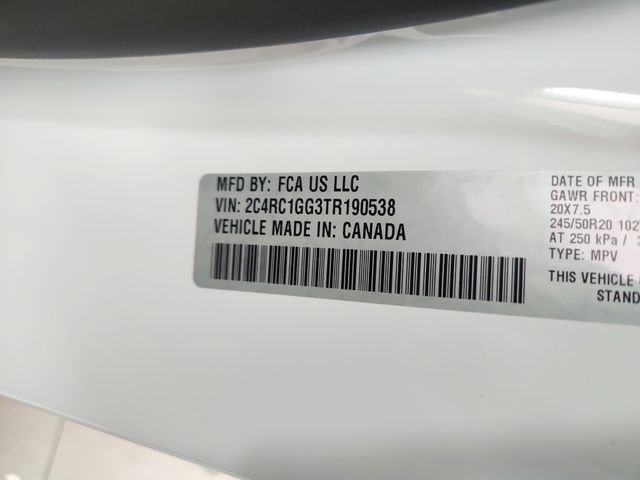 MFD BY: FCA US LLC
VIN: 2C4RC1GG3TR190538
VEHICLE MADE IN: CANADA
DATE OF MFR
GAWR FRONT:
20X7.5
245/50R20 102
AT 250 kPa /
TYPE: MPV
THIS VEHICLE
STAND